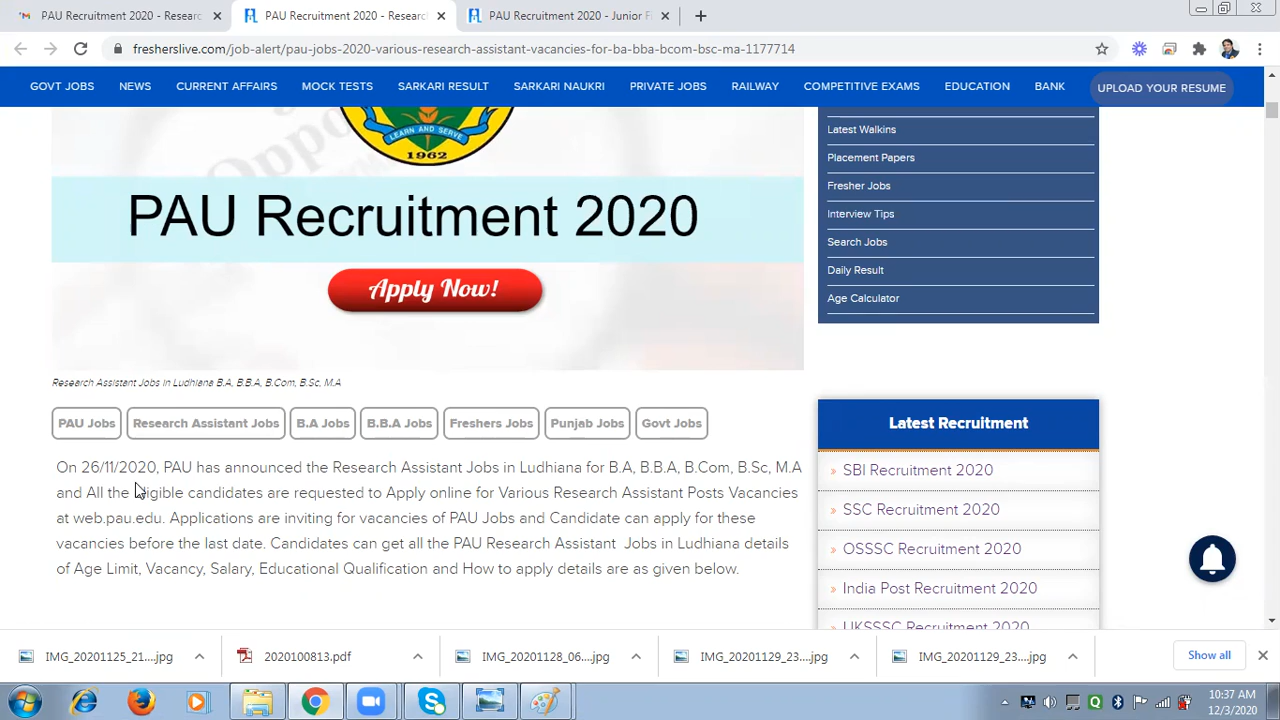 PAU Recruitment 2020 - Researc
PAU Recruitment 2020 - Researc
PAU Recruitment 2020 - Junior F
fresherslive.com/job-alert/pau-jobs-2020-various-research-assistant-vacancies-for-ba-bba-bcom-bsc-ma-1177714
GOVT JOBS NEWS CURRENT AFFAIRS MOCK TESTS SARKARI RESULT SARKARI NAUKRI PRIVATE JOBS RAILWAY COMPETITIVE EXAMS EDUCATION BANK UPLOAD YOUR RESUME
LEARN AND SERVE
1962
PAU Recruitment 2020
Apply Now!
Research Assistant Jobs in Ludhiana B.A, B.B.A, B.Com, B.Sc, M.A
PAU Jobs Research Assistant Jobs B.A Jobs B.B.A Jobs Freshers Jobs Punjab Jobs Govt Jobs
On 26/11/2020, PAU has announced the Research Assistant Jobs in Ludhiana for B.A, B.B.A, B.Com, B.Sc, M.A
and All the Eligible candidates are requested to Apply online for Various Research Assistant Posts Vacancies
at web.pau.edu. Applications are inviting for vacancies of PAU Jobs and Candidate can apply for these
vacancies before the last date. Candidates can get all the PAU Research Assistant Jobs in Ludhiana details
of Age Limit, Vacancy, Salary, Educational Qualification and How to apply details are as given below.
Latest Walkins
Placement Papers
Fresher Jobs
Interview Tips
Search Jobs
Daily Result
Age Calculator
Latest Recruitment
» SBI Recruitment 2020
» SSC Recruitment 2020
» OSSSC Recruitment 2020
» India Post Recruitment 2020
UKSSSC Recruitment 2020
IMG_20201125_21....jpg 2020100813.pdf IMG_20201128_06....jpg IMG_20201129_23....jpg IMG_20201129_23....jpg Show all
10:37 AM
12/3/2020